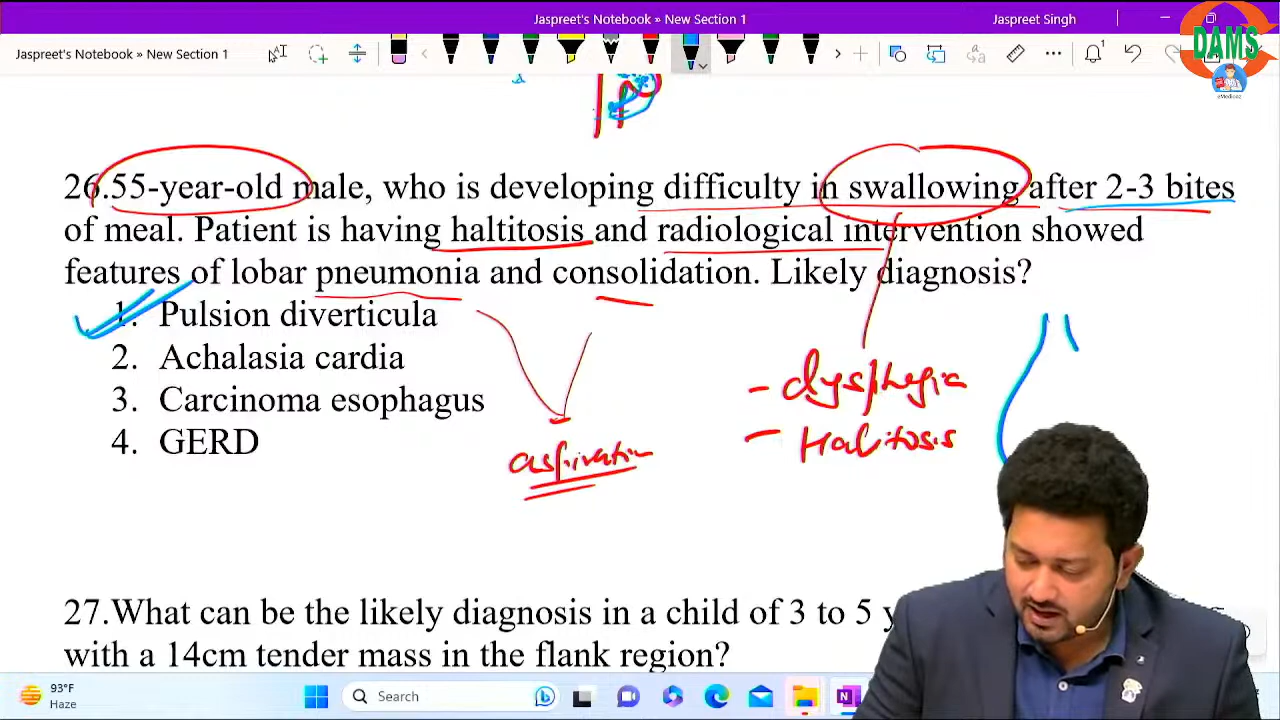 Jaspreet's Notebook » New Section 1
Jaspreet Singh
Jaspreet's Notebook » New Section 1
DAMS
eMedicoz
26.55-year-old male, who is developing difficulty in swallowing after 2-3 bites
of meal. Patient is having haltitosis and radiological intervention showed
features of lobar pneumonia and consolidation. Likely diagnosis?
1. Pulsion diverticula
2. Achalasia cardia
3. Carcinoma esophagus
4. GERD
- dysphagia
- Halitosis
aspiration
27.What can be the likely diagnosis in a child of 3 to 5 y
with a 14cm tender mass in the flank region?
93°F
Haze
Search